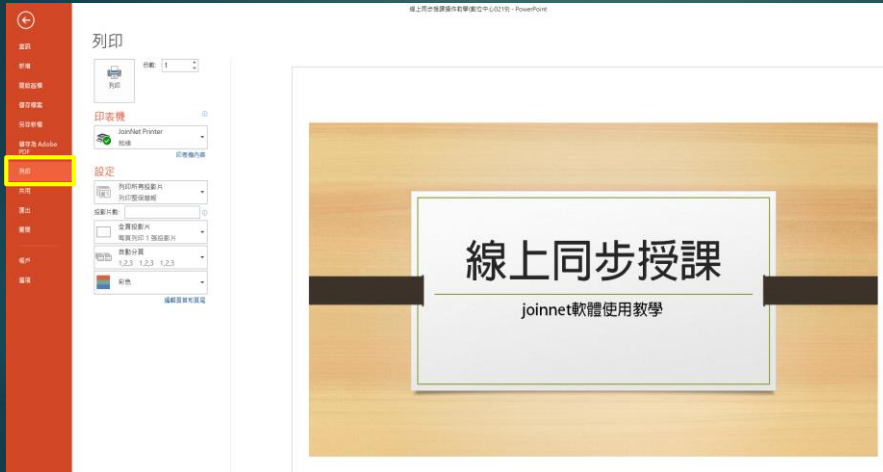 線上同步授課操作教學(數位中心0219) - PowerPoint
資訊
新增
開啟舊檔
儲存檔案
另存新檔
儲存為 Adobe
PDF
列印
共用
匯出
關閉
帳戶
選項
列印
份數: 1
列印
印表機
JoinNet Printer
就緒
印表機內容
設定
列印所有投影片
列印整個簡報
投影片數:
全頁投影片
每頁列印 1 張投影片
自動分頁
1,2,3 1,2,3 1,2,3
彩色
編輯頁首和頁尾
線上同步授課
joinnet軟體使用教學